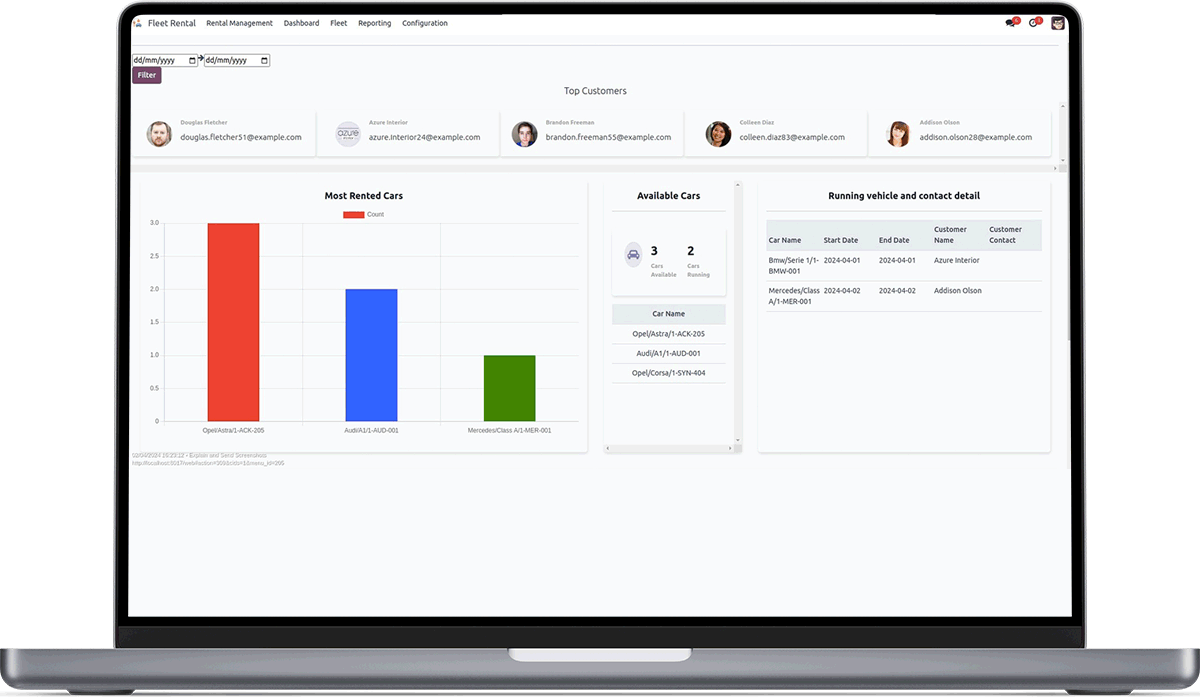 Fleet Rental Rental Management Dashboard Fleet Reporting Configuration
dd/mm/yyyy dd/mm/yyyy
Filter
Top Customers
Douglas Fletcher
douglas.fletcher51@example.com
Azure Interior
azure.Interior24@example.com
Brandon Freeman
brandon.freeman55@example.com
Colleen Diaz
colleen.diaz83@example.com
Addison Olson
addison.olson28@example.com
azure
Most Rented Cars
Count
3.0
2.5
2.0
1.5
1.0
0.5
0
Opel/Astra/1-ACK-205 Audi/A1/1-AUD-001 Mercedes/Class A/1-MER-001
Available Cars
3 2
Cars Cars
Available Running
Car Name
Opel/Astra/1-ACK-205
Audi/A1/1-AUD-001
Opel/Corsa/1-SYN-404
Running vehicle and contact detail
Customer Customer
Car Name Start Date End Date Name Contact
Bmw/Serie 1/1- 2024-04-01 2024-04-01 Azure Interior
BMW-001
Mercedes/Class 2024-04-02 2024-04-02 Addison Olson
A/1-MER-001
Explain and Send Screenshots